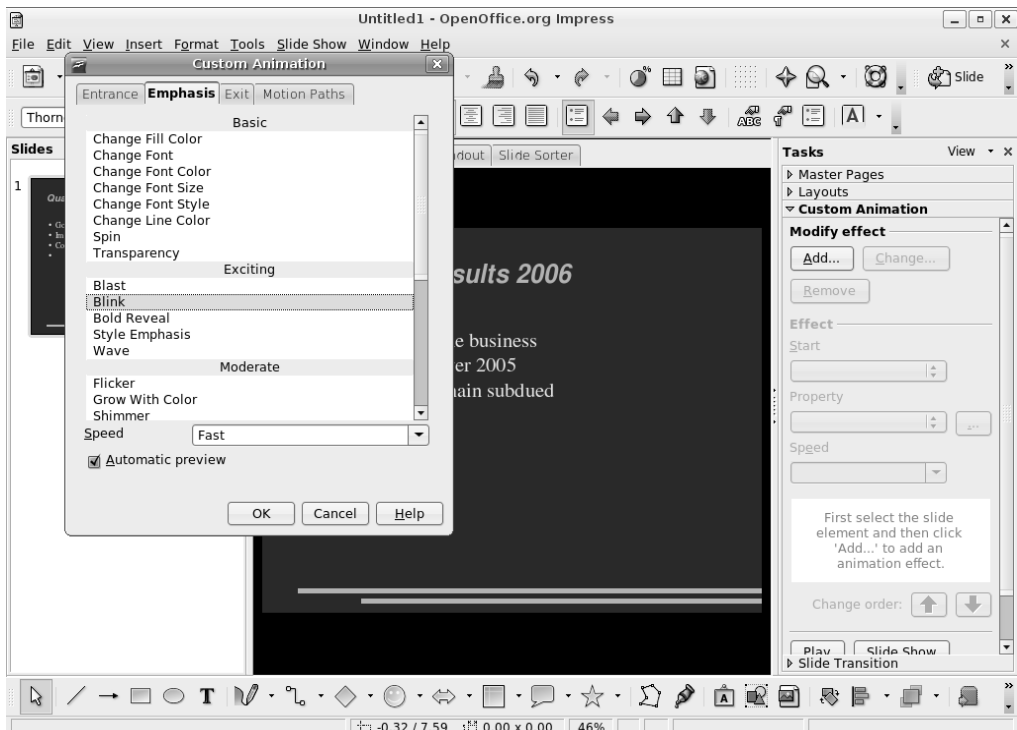 Untitled1 - OpenOffice.org Impress
File Edit View Insert Format Tools Slide Show Window Help
Custom Animation
Entrance Emphasis Exit Motion Paths
Basic
Change Fill Color
Change Font
Change Font Color
Change Font Size
Change Font Style
Change Line Color
Spin
Transparency
Exciting
Blast
Blink
Bold Reveal
Style Emphasis
Wave
Moderate
Flicker
Grow With Color
Shimmer
Speed Fast
Automatic preview
OK Cancel Help
Slide
Thorn
ABC
A
Slides
1
Slide Sorter
sults 2006
e business
er 2005
ain subdued
Tasks View
Master Pages
Layouts
Custom Animation
Modify effect
Add... Change...
Remove
Effect
Start
Property
...
Speed
First select the slide
element and then click
'Add...' to add an
animation effect.
Change order:
Play Slide Show
Slide Transition
T
A
-0.32 / 7.59 0.00 x 0.00 46%